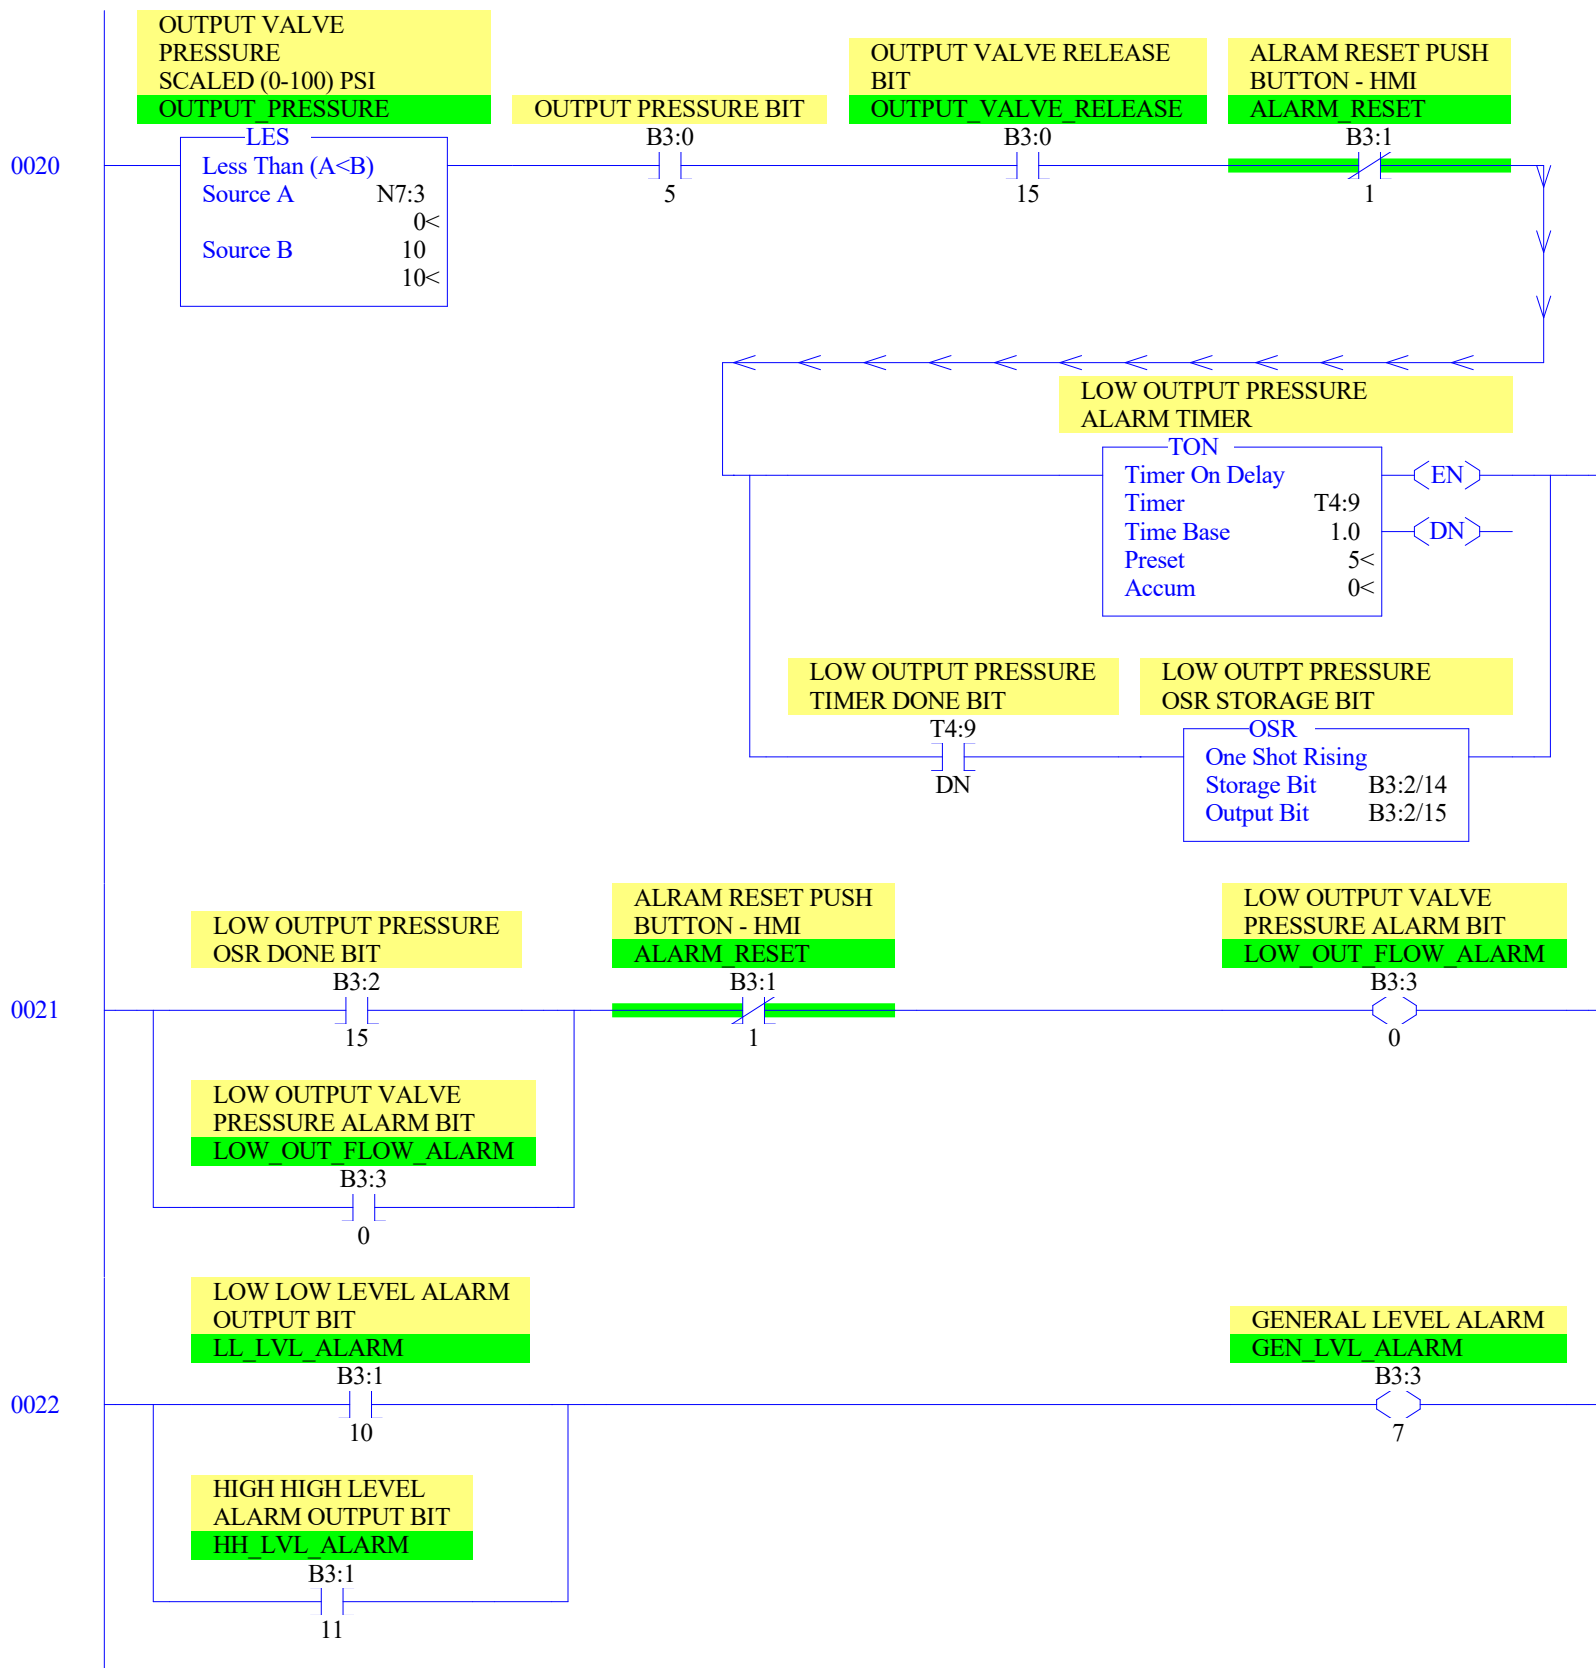 OUTPUT VALVE
PRESSURE
SCALED (0-100) PSI
OUTPUT_PRESSURE
OUTPUT PRESSURE BIT
OUTPUT VALVE RELEASE
BIT
OUTPUT_VALVE_RELEASE
ALRAM RESET PUSH
BUTTON - HMI
ALARM_RESET
0020
LES
Less Than (A<B)
Source A N7:3
0<
Source B 10
10<
B3:0
5
B3:0
15
B3:1
1
LOW OUTPUT PRESSURE
ALARM TIMER
TON
Timer On Delay
Timer T4:9
Time Base 1.0
Preset 5<
Accum 0<
EN
DN
LOW OUTPUT PRESSURE
TIMER DONE BIT
T4:9
DN
LOW OUTPT PRESSURE
OSR STORAGE BIT
OSR
One Shot Rising
Storage Bit B3:2/14
Output Bit B3:2/15
0021
LOW OUTPUT PRESSURE
OSR DONE BIT
B3:2
15
ALRAM RESET PUSH
BUTTON - HMI
ALARM_RESET
B3:1
1
LOW OUTPUT VALVE
PRESSURE ALARM BIT
LOW_OUT_FLOW_ALARM
B3:3
0
LOW OUTPUT VALVE
PRESSURE ALARM BIT
LOW_OUT_FLOW_ALARM
B3:3
0
0022
LOW LOW LEVEL ALARM
OUTPUT BIT
LL_LVL_ALARM
B3:1
10
GENERAL LEVEL ALARM
GEN_LVL_ALARM
B3:3
7
HIGH HIGH LEVEL
ALARM OUTPUT BIT
HH_LVL_ALARM
B3:1
11